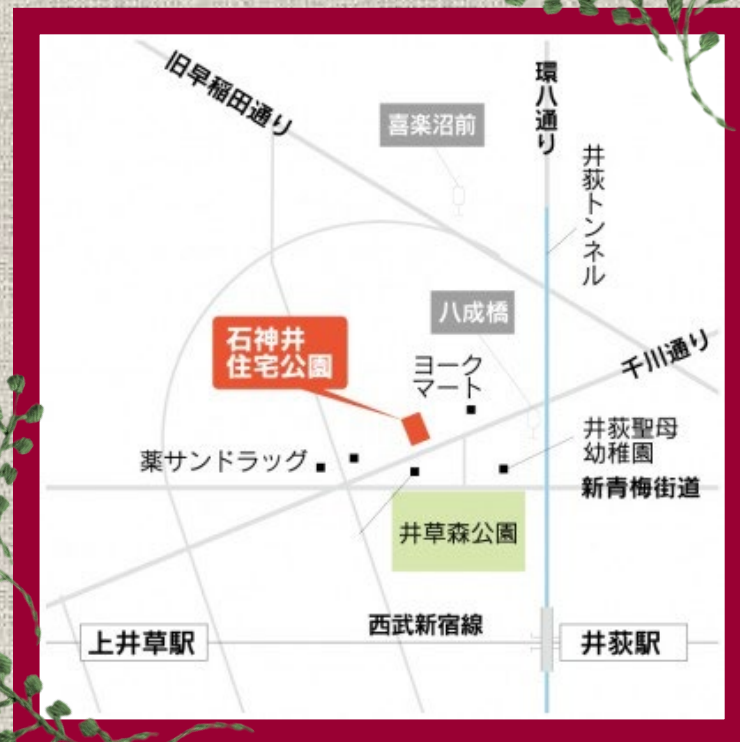 旧早稲田通り
喜楽沼前
環八通り
井荻トンネル
八成橋
石神井
住宅公園
ヨーク
マート
千川通り
井荻聖母
幼稚園
薬サンドラッグ
新青梅街道
井草森公園
西武新宿線
上井草駅
井荻駅